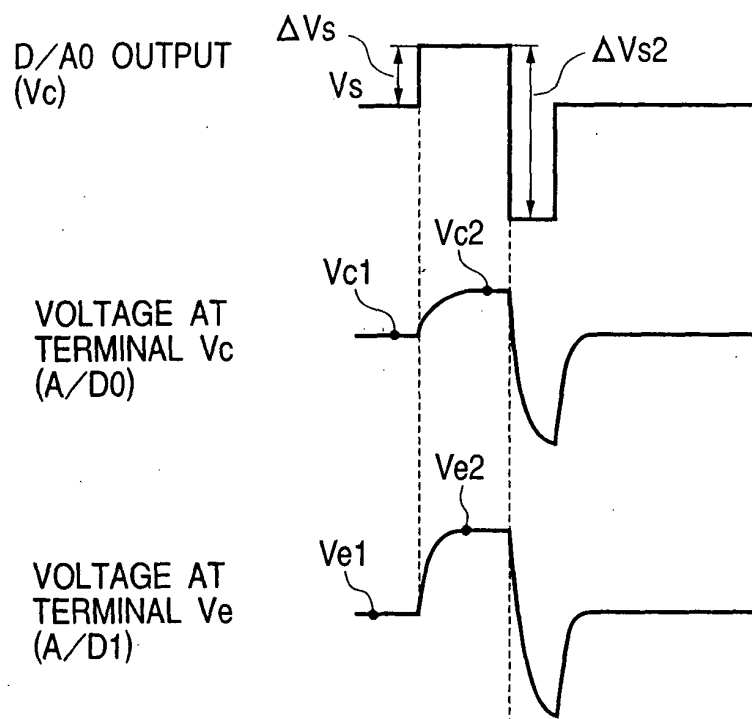 D/A0 OUTPUT
(Vc)
ΔVs
Vs
ΔVs2
VOLTAGE AT
TERMINAL Vc
(A/D0)
Vc1
Vc2
VOLTAGE AT
TERMINAL Ve
(A/D1)
Ve1
Ve2